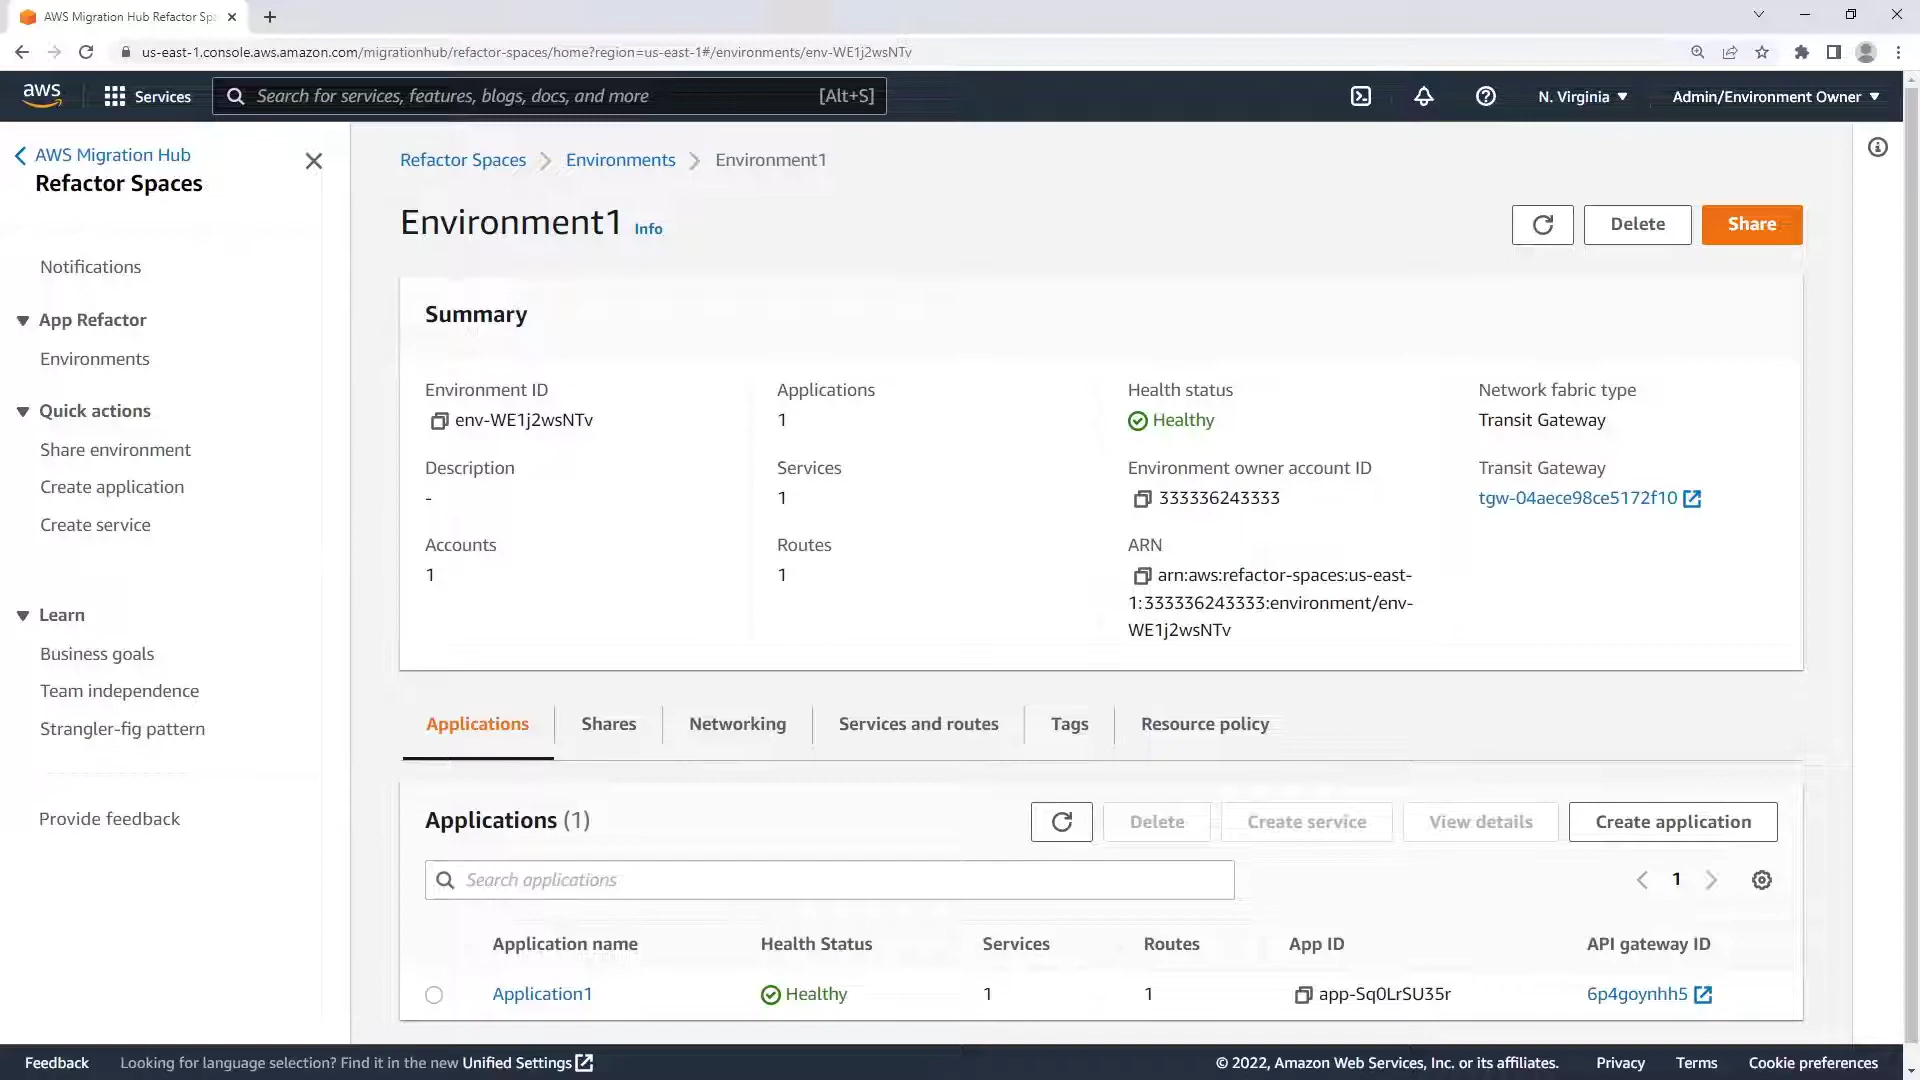 AWS Migration Hub Refactor Sp
us-east-1.console.aws.amazon.com/migrationhub/refactor-spaces/home?region=us-east-1#/environments/env-WE1j2wsNTv
aws
Services
Search for services, features, blogs, docs, and more
[Alt+S]
N. Virginia
Admin/Environment Owner
AWS Migration Hub
Refactor Spaces
Notifications
App Refactor
Environments
Quick actions
Share environment
Create application
Create service
Learn
Business goals
Team independence
Strangler-fig pattern
Provide feedback
Refactor Spaces
Environments
Environment1
Environment1 Info
Delete
Share
Summary
Environment ID
env-WE1j2wsNTv
Description
-
Accounts
1
Applications
1
Services
1
Routes
1
Health status
Healthy
Environment owner account ID
333336243333
ARN
arn:aws:refactor-spaces:us-east-
1:333336243333:environment/env-
WE1j2wsNTv
Network fabric type
Transit Gateway
Transit Gateway
tgw-04aece98ce5172f10
Applications
Shares
Networking
Services and routes
Tags
Resource policy
Applications (1)
Delete
Create service
View details
Create application
Search applications
1
Application name Health Status Services Routes App ID API gateway ID
Application1 Healthy 1 1 app-Sq0LrSU35r 6p4goynhh5
Feedback
Looking for language selection? Find it in the new Unified Settings
© 2022, Amazon Web Services, Inc. or its affiliates.
Privacy
Terms
Cookie preferences